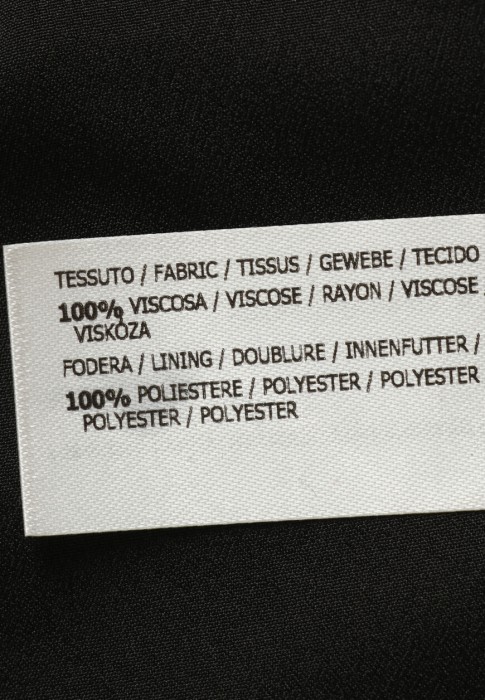 TESSUTO / FABRIC / TISSUS / GEWEBE / TECIDO
100% VISCOSA / VISCOSE / RAYON / VISCOSE /
VISKÓZA
FODERA / LINING / DOUBLURE / INNENFUTTER /
100% POLIESTERE / POLYESTER / POLYESTER
POLYESTER / POLYESTER